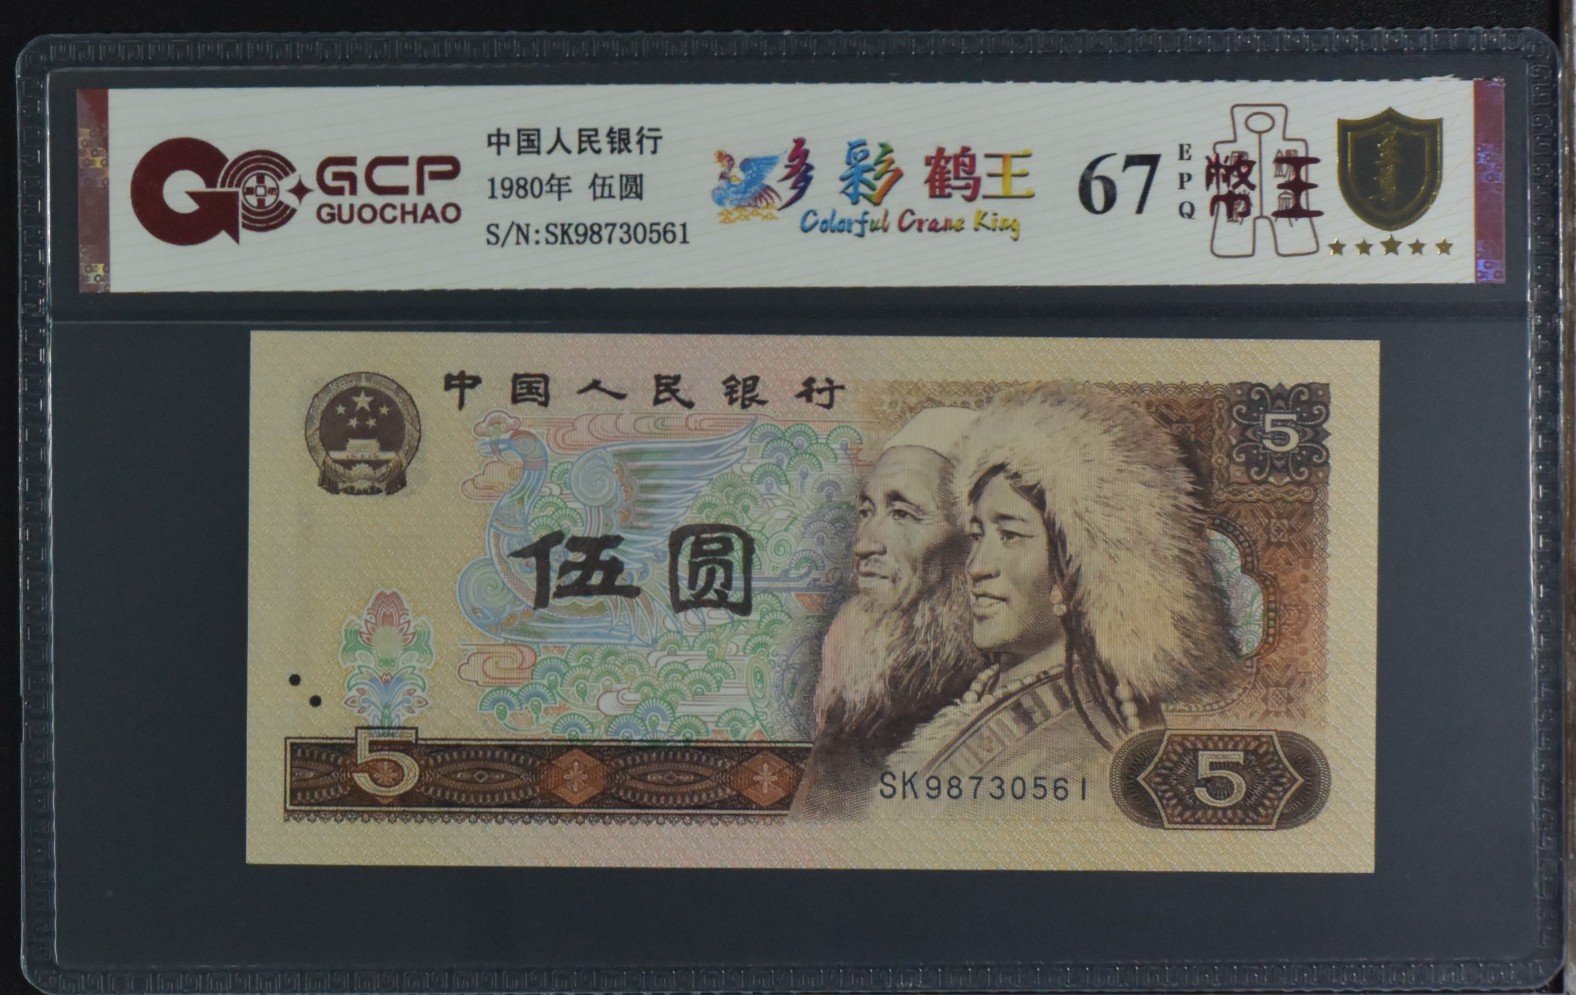 GCP
GUOCHAO
中国人民银行
1980年 伍圆
S/N:SK98730561
多彩鹤王
Colorful Crane King
67
EPQ
幣王
中国人民银行
5
伍圆
5
SK98730561
5